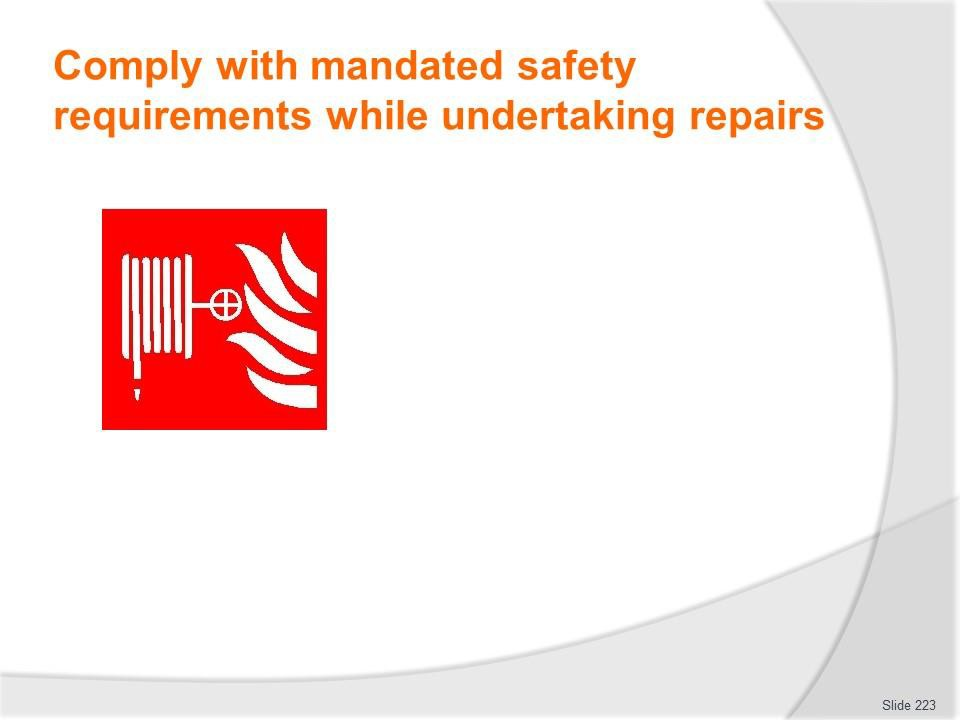 Comply with mandated safety
requirements while undertaking repairs
Slide 223